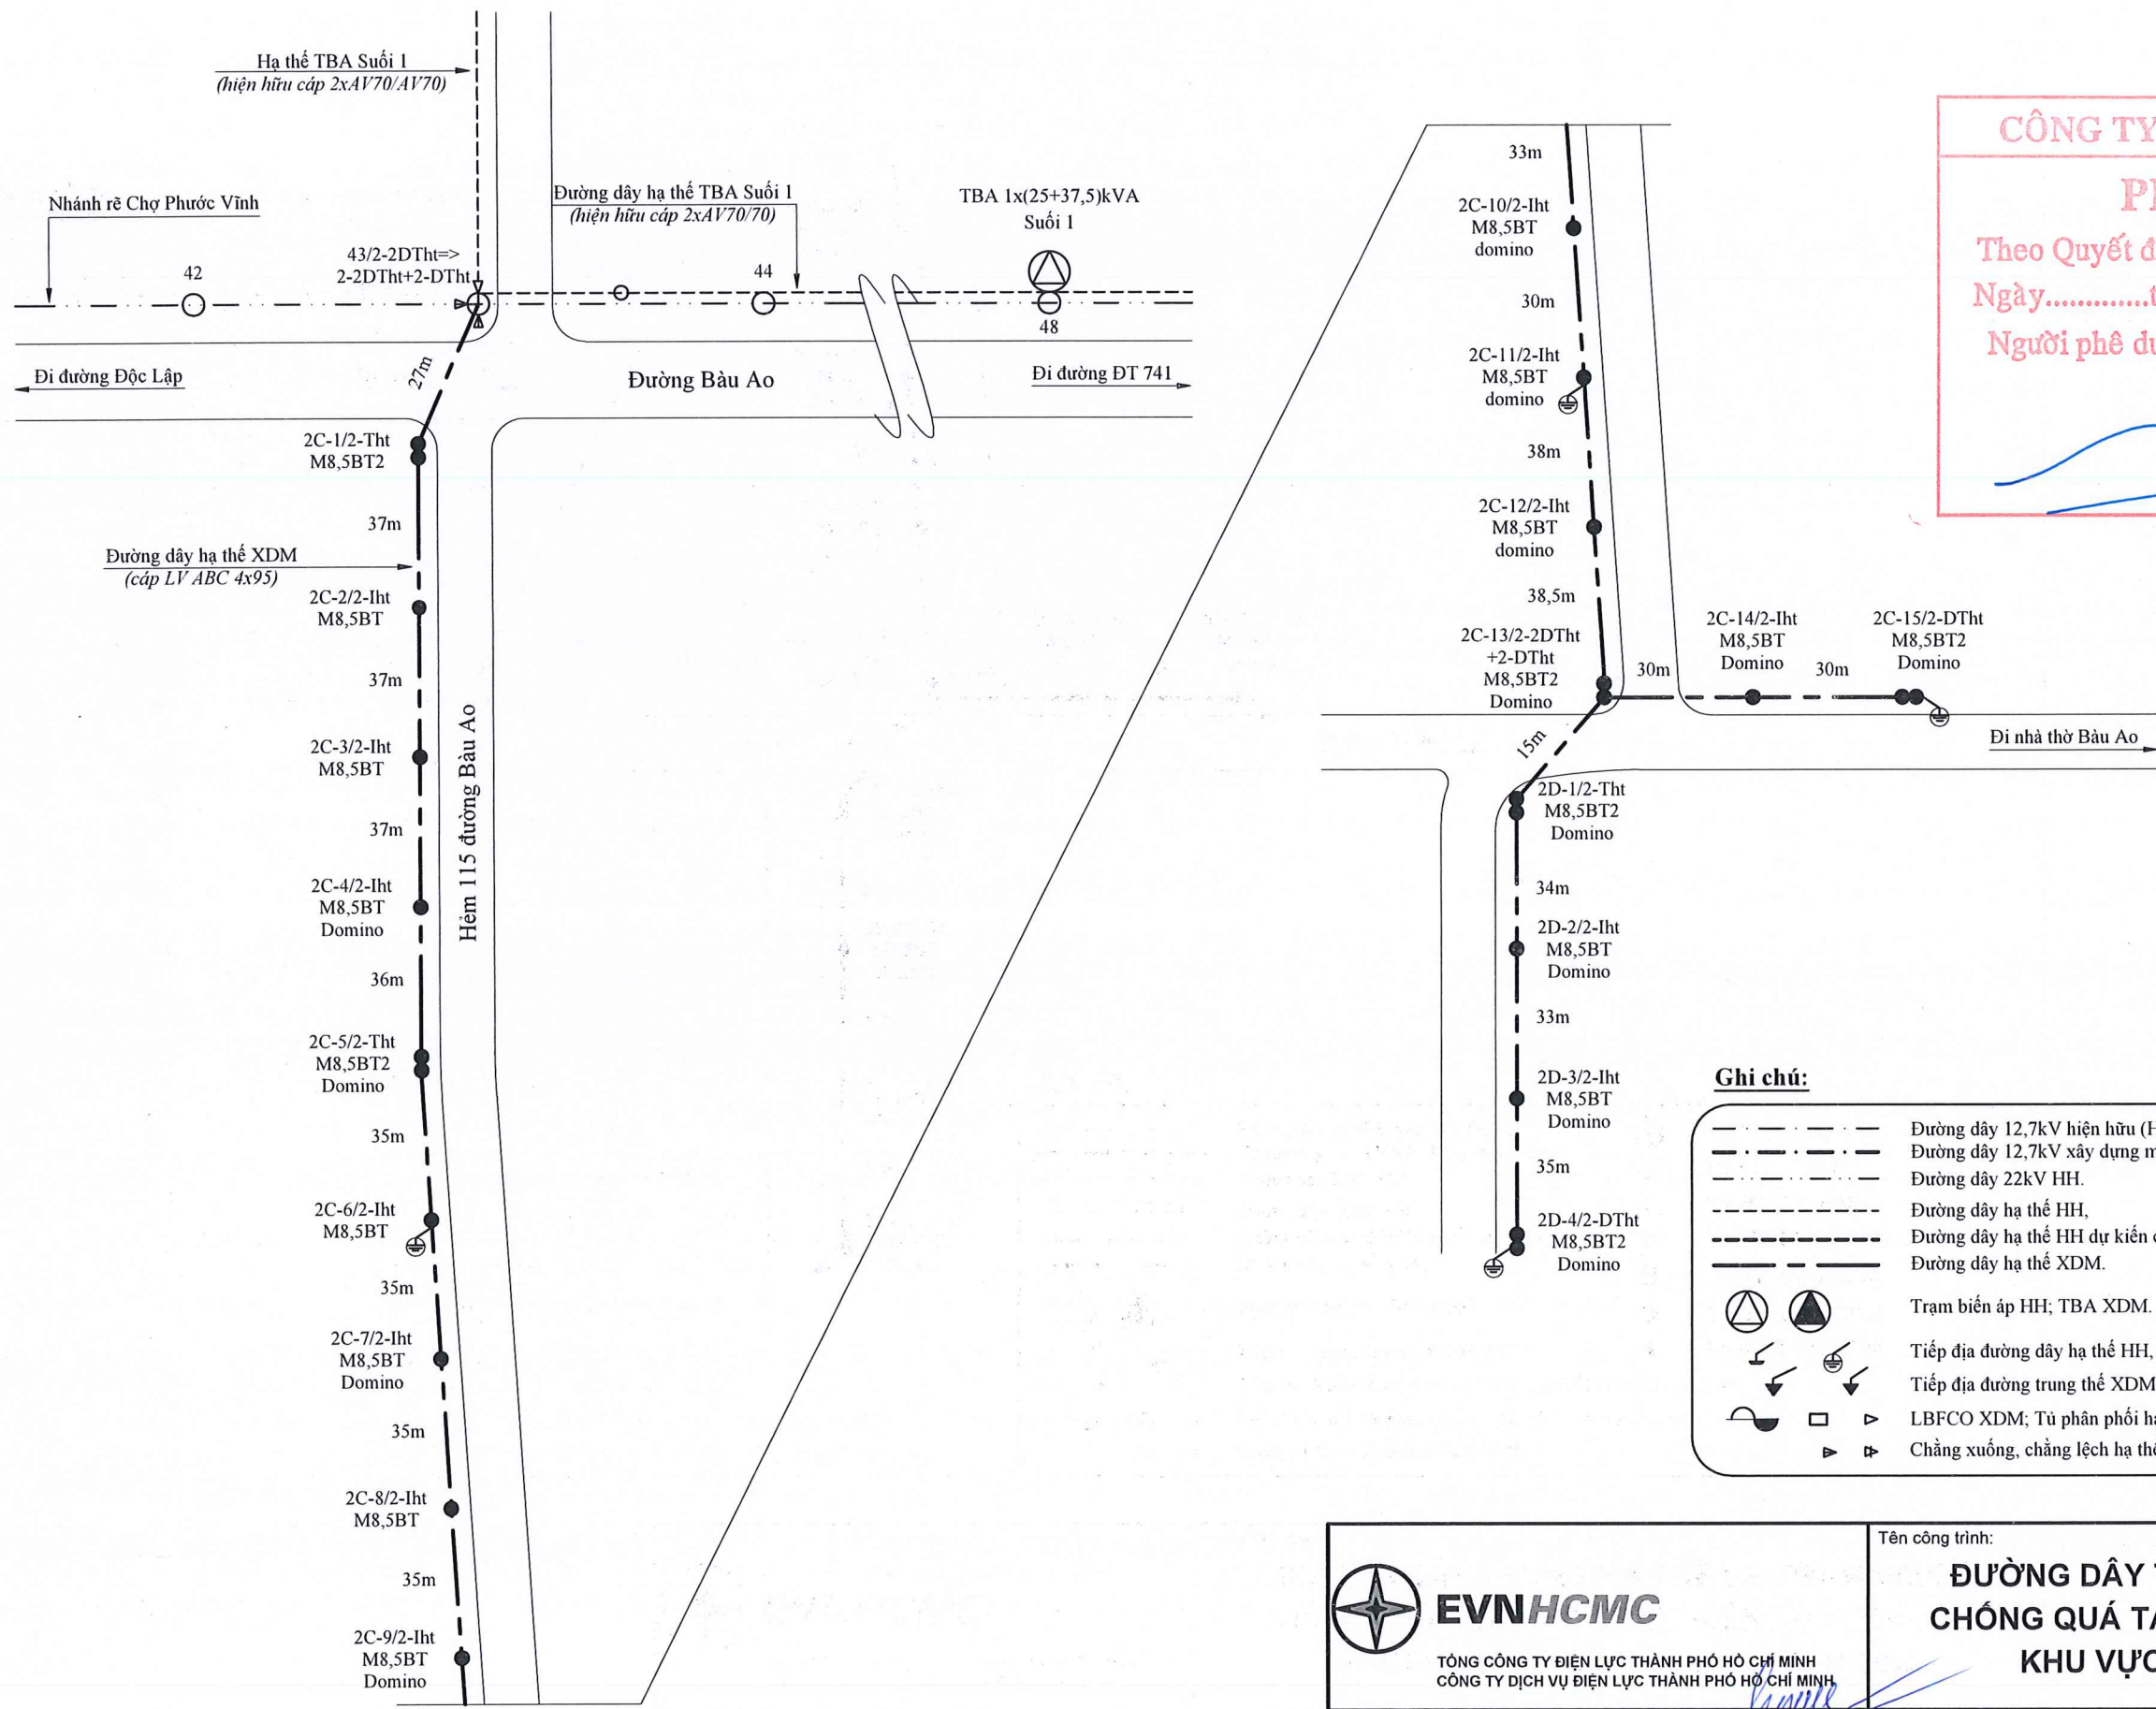 Hạ thế TBA Suối 1
(hiện hữu cáp 2xAV70/AV70)
Nhánh rẽ Chợ Phước Vĩnh
42
43/2-2DTht=>
2-2DTht+2-DTht
Đường dây hạ thế TBA Suối 1
(hiện hữu cáp 2xAV70/70)
44
TBA 1x(25+37,5)kVA
Suối 1
48
Đi đường Độc Lập
27m
Đường Bàu Ao
Đi đường ĐT 741
2C-1/2-Tht
M8,5BT2
37m
Đường dây hạ thế XDM
(cáp LV ABC 4x95)
2C-2/2-Iht
M8,5BT
37m
2C-3/2-Iht
M8,5BT
37m
Hẻm 115 đường Bàu Ao
2C-4/2-Iht
M8,5BT
Domino
36m
2C-5/2-Tht
M8,5BT2
Domino
35m
2C-6/2-Iht
M8,5BT
35m
2C-7/2-Iht
M8,5BT
Domino
35m
2C-8/2-Iht
M8,5BT
35m
2C-9/2-Iht
M8,5BT
Domino
33m
2C-10/2-Iht
M8,5BT
domino
30m
2C-11/2-Iht
M8,5BT
domino
38m
2C-12/2-Iht
M8,5BT
domino
38,5m
2C-13/2-2DTht
+2-DTht
M8,5BT2
Domino
30m
2C-14/2-Iht
M8,5BT
Domino
30m
2C-15/2-DTht
M8,5BT2
Domino
Đi nhà thờ Bàu Ao
15m
2D-1/2-Tht
M8,5BT2
Domino
34m
2D-2/2-Iht
M8,5BT
Domino
33m
2D-3/2-Iht
M8,5BT
Domino
35m
2D-4/2-DTht
M8,5BT2
Domino
CÔNG TY
Theo Quyết
Ngày.............
Người phê
Ghi chú:
Đường dây 12,7kV hiện hữu (H
Đường dây 12,7kV xây dựng
Đường dây 22kV HH.
Đường dây hạ thế HH,
Đường dây hạ thế HH dự kiến
Đường dây hạ thế XDM.
Trạm biến áp HH; TBA XDM.
Tiếp địa đường dây hạ thế HH,
Tiếp địa đường trung thế XDM
LBFCO XDM; Tủ phân phối
Chằng xuống, chằng lệch hạ
EVNHCMC
TỔNG CÔNG TY ĐIỆN LỰC THÀNH PHỐ HỒ CHÍ MINH
CÔNG TY DỊCH VỤ ĐIỆN LỰC THÀNH PHỐ HỒ CHÍ MINH
Tên công trình:
ĐƯỜNG DÂY
CHỐNG QUÁ
KHU VỰC